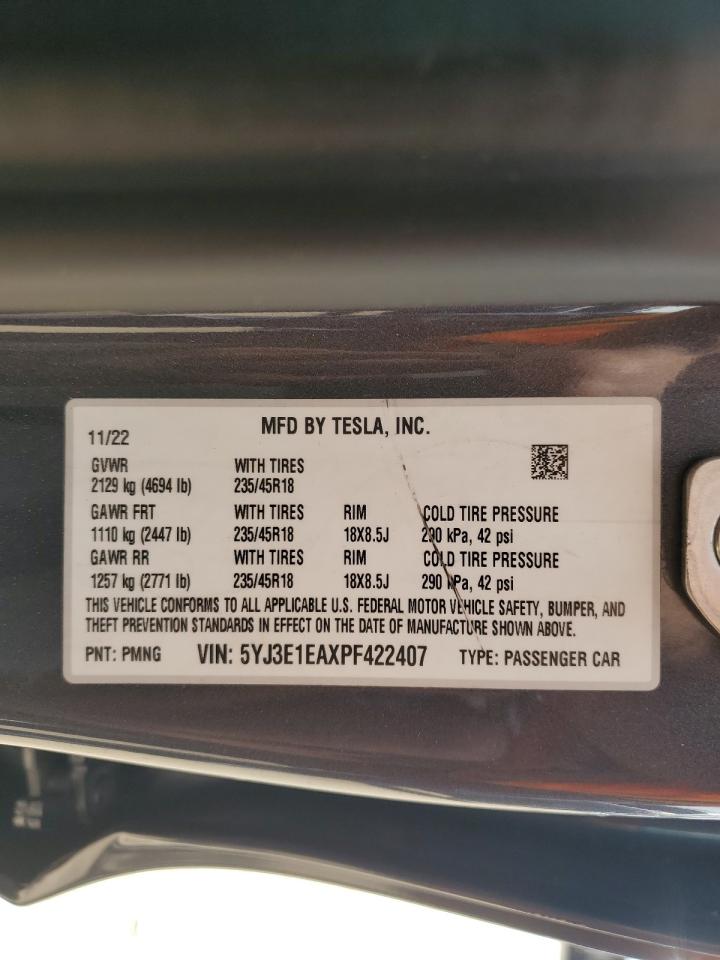 MFD BY TESLA, INC.
11/22
GVWR WITH TIRES
2129 kg (4694 lb) 235/45R18
GAWR FRT WITH TIRES RIM COLD TIRE PRESSURE
1110 kg (2447 lb) 235/45R18 18X8.5J 290 kPa, 42 psi
GAWR RR WITH TIRES RIM COLD TIRE PRESSURE
1257 kg (2771 lb) 235/45R18 18X8.5J 290 kPa, 42 psi
THIS VEHICLE CONFORMS TO ALL APPLICABLE U.S. FEDERAL MOTOR VEHICLE SAFETY, BUMPER, AND
THEFT PREVENTION STANDARDS IN EFFECT ON THE DATE OF MANUFACTURE SHOWN ABOVE.
PNT: PMNG VIN: 5YJ3E1EAXPF422407 TYPE: PASSENGER CAR